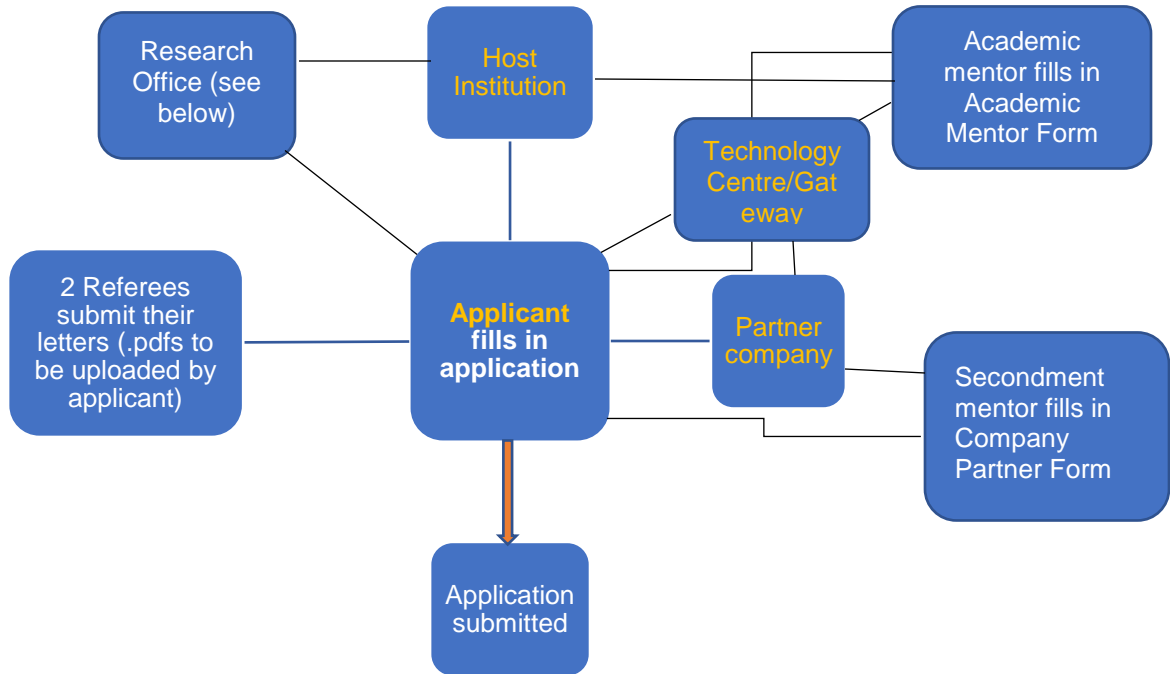 Research
Office (see
below)
Host
Institution
Academic
mentor fills in
Academic
Mentor Form
Technology
Centre/Gat
eway
2 Referees
submit their
letters (.pdfs to
be uploaded by
applicant)
Applicant
fills in
application
Partner
company
Secondment
mentor fills in
Company
Partner Form
Application
submitted